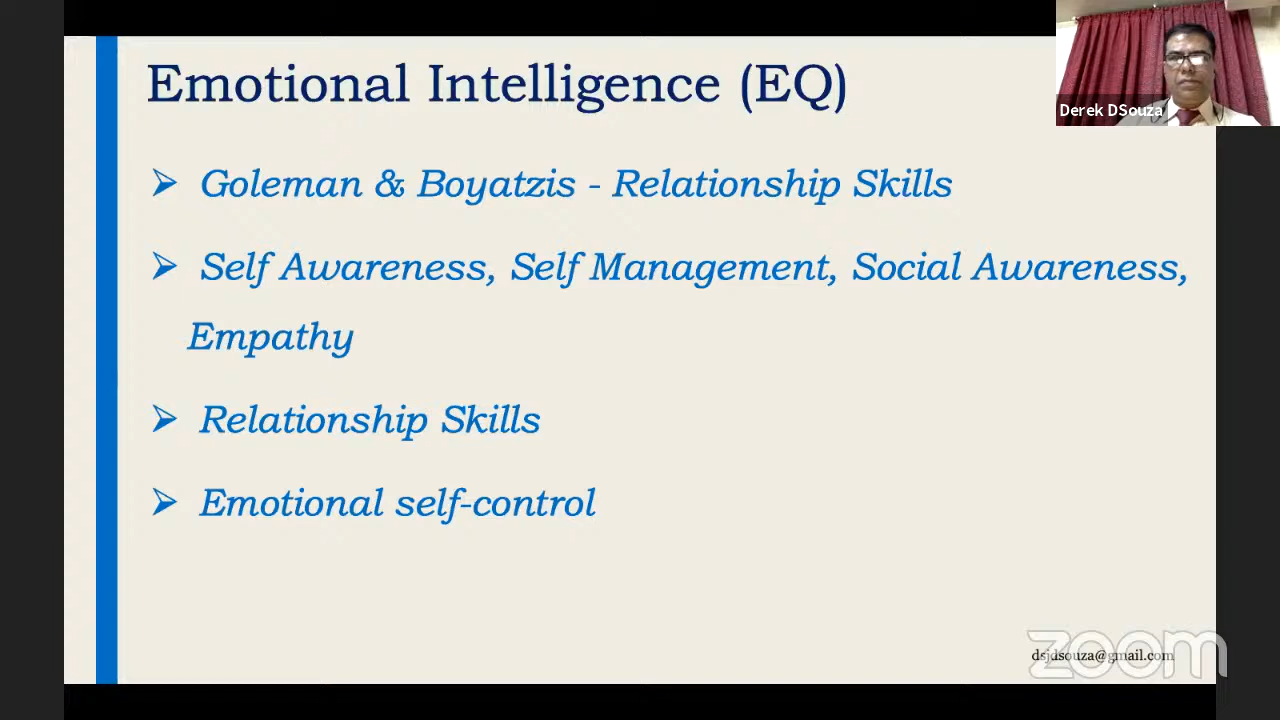 Emotional Intelligence (EQ)
Derek DSouza
➢ Goleman & Boyatzis - Relationship Skills
➢ Self Awareness, Self Management, Social Awareness,
Empathy
➢ Relationship Skills
➢ Emotional self-control
dsjdsouza@gmail.com
zoom